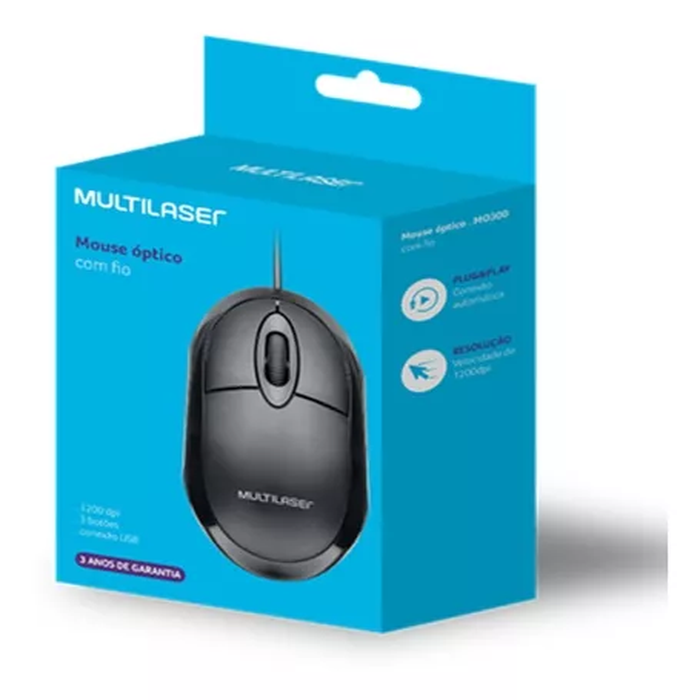 MULTILASER
MULTILASER
Mouse óptico
com fio
MULTILASER
1200 dpi
3 botões
conexão USB
3 ANOS DE GARANTIA
Mouse óptico - MO300
com fio
PLUG&PLAY
Conexão
automática
RESOLUÇÃO
Velocidade de
1200dpi